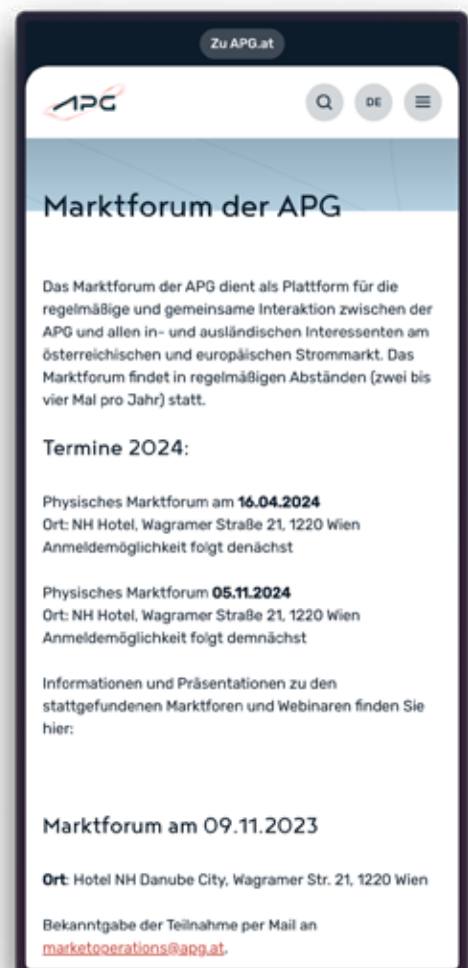 Zu APG.at
APG
DE
Marktforum der APG
Das Marktforum der APG dient als Plattform für die
regelmäßige und gemeinsame Interaktion zwischen der
APG und allen in- und ausländischen Interessenten am
österreichischen und europäischen Strommarkt. Das
Marktforum findet in regelmäßigen Abständen (zwei bis
vier Mal pro Jahr) statt.
Termine 2024:
Physisches Marktforum am 16.04.2024
Ort: NH Hotel, Wagramer Straße 21, 1220 Wien
Anmeldemöglichkeit folgt denächst
Physisches Marktforum 05.11.2024
Ort: NH Hotel, Wagramer Straße 21, 1220 Wien
Anmeldemöglichkeit folgt demnächst
Informationen und Präsentationen zu den
stattgefundenen Marktforen und Webinaren finden Sie
hier:
Marktforum am 09.11.2023
Ort: Hotel NH Danube City, Wagramer Str. 21, 1220 Wien
Bekanntgabe der Teilnahme per Mail an
marketoperations@apg.at.